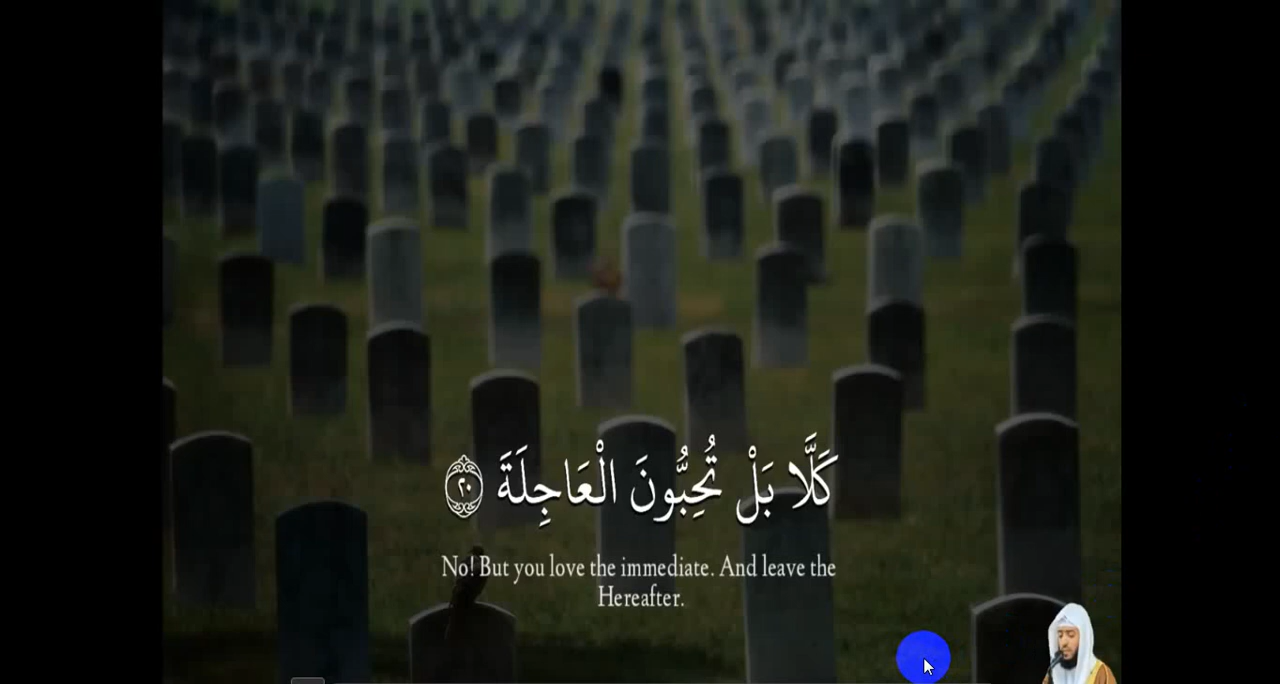 كَلَّا بَلْ تُحِبُّونَ الْعَاجِلَةَ ٢٠
No! But you love the immediate. And leave the
Hereafter.